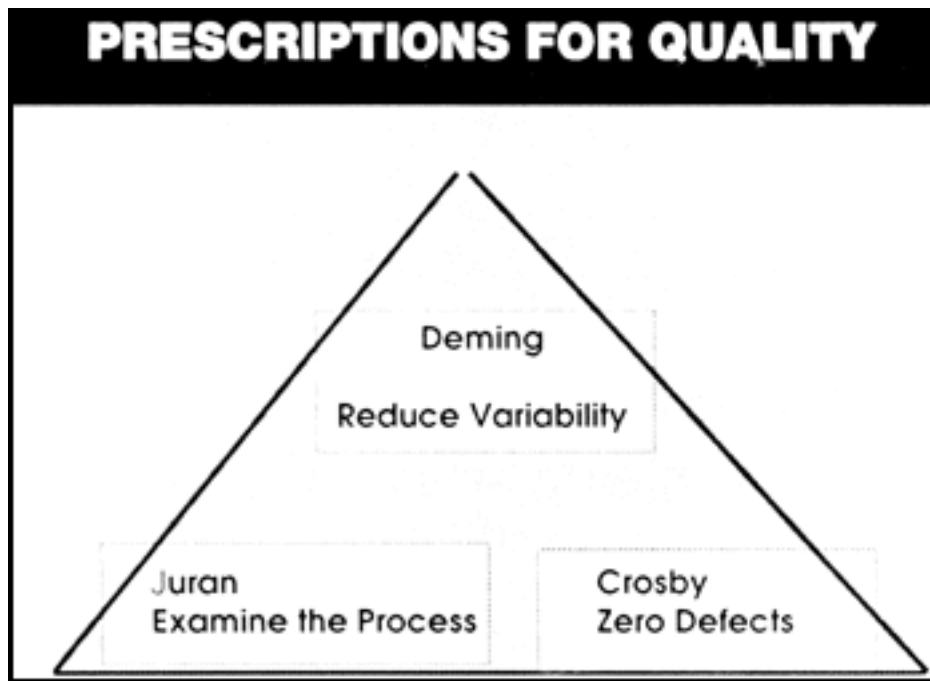 PRESCRIPTIONS FOR QUALITY
Deming
Reduce Variability
Juran
Examine the Process
Crosby
Zero Defects